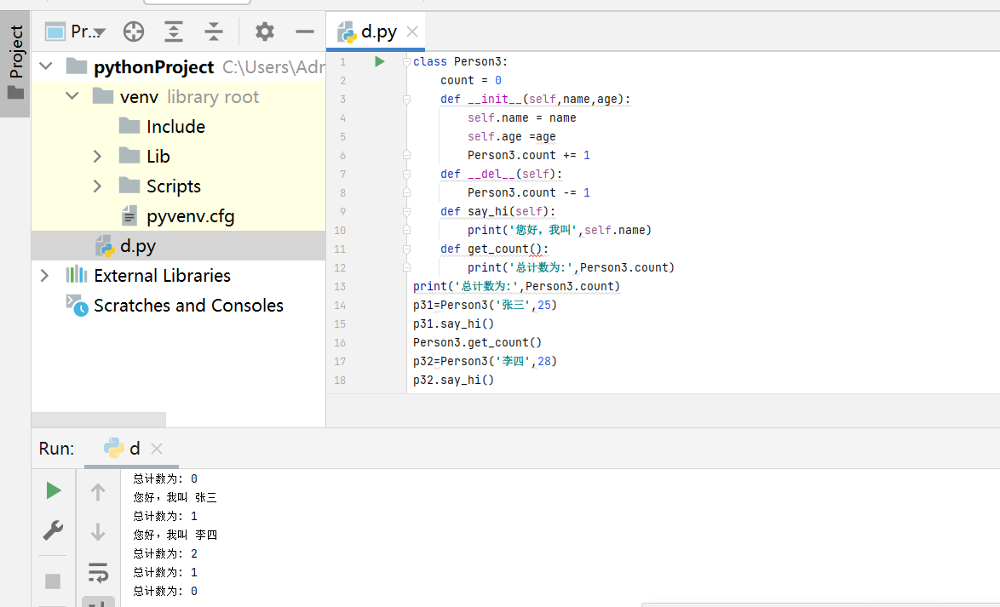 Project
Pr...
pythonProject C:\Users\Adr
venv library root
Include
Lib
Scripts
pyvenv.cfg
d.py
External Libraries
Scratches and Consoles
d.py
1 class Person3:
2 count = 0
3 def __init__(self,name,age):
4 self.name = name
5 self.age =age
6 Person3.count += 1
7 def __del__(self):
8 Person3.count -= 1
9 def say_hi(self):
10 print('您好，我叫',self.name)
11 def get_count():
12 print('总计数为:',Person3.count)
13 print('总计数为:',Person3.count)
14 p31=Person3('张三',25)
15 p31.say_hi()
16 Person3.get_count()
17 p32=Person3('李四',28)
18 p32.say_hi()
Run: d
总计数为: 0
您好，我叫 张三
总计数为: 1
您好，我叫 李四
总计数为: 2
总计数为: 1
总计数为: 0